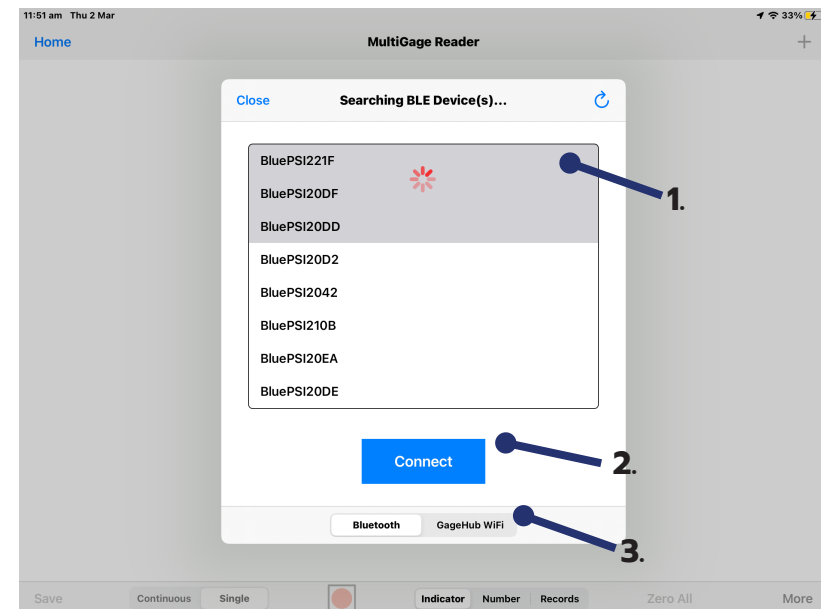 11:51 am Thu 2 Mar 33%
Home MultiGage Reader
Close Searching BLE Device(s)...
BluePSI221F
BluePSI20DF
1.
BluePSI20DD
BluePSI20D2
BluePSI2042
BluePSI210B
BluePSI20EA
BluePSI20DE
Connect
2.
Bluetooth GageHub WiFi
3.
Save Continuous Single Indicator Number Records Zero All More